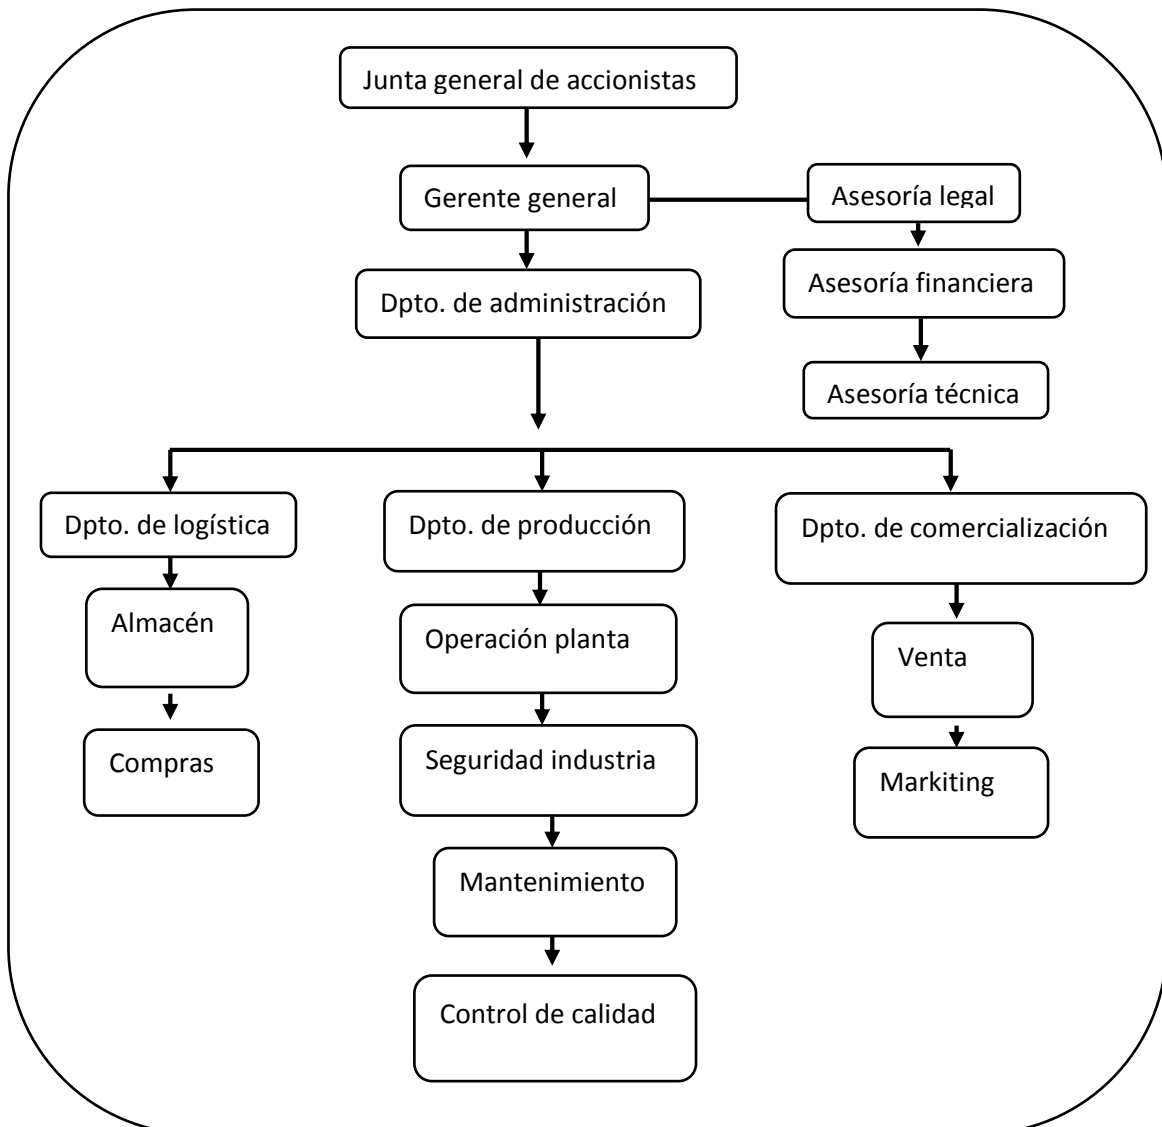 Junta general de accionistas
Gerente general
Asesoría legal
Asesoría financiera
Dpto. de administración
Asesoría técnica
Dpto. de logística
Dpto. de producción
Dpto. de comercialización
Almacén
Operación planta
Venta
Compras
Seguridad industria
Markiting
Mantenimiento
Control de calidad